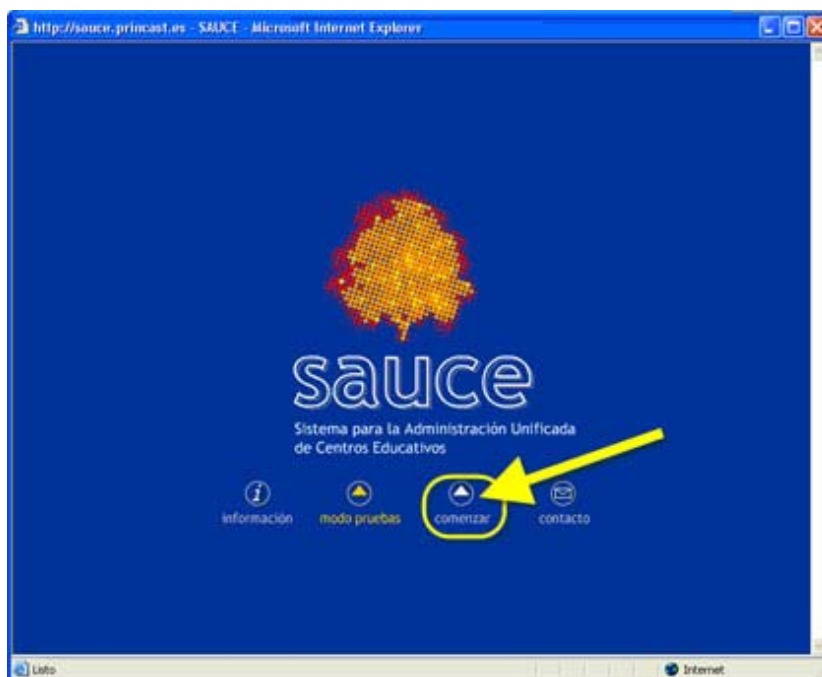 http://sauce.princast.es - SAUCE - Microsoft Internet Explorer
sauce
Sistema para la Administración Unificada
de Centros Educativos
información modo pruebas comenzar contacto
Listo Internet